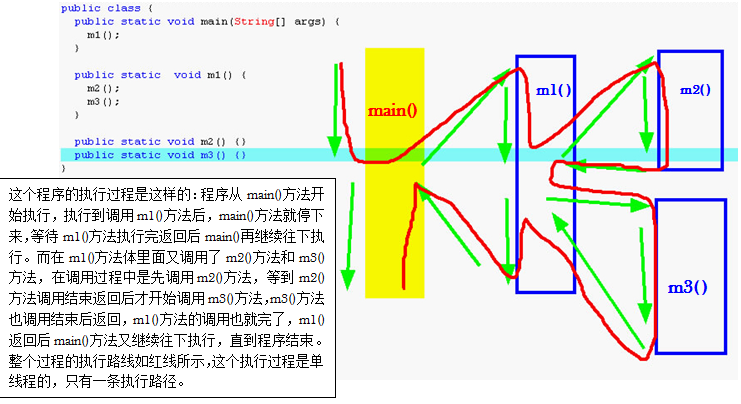 public class {
public static void main(String[] args) {
m1();
}
public static void m1() {
m2();
m3();
}
public static void m2() {}
public static void m3() {}
}
main()
m1()
m2()
m3()
这个程序的执行过程是这样的：程序从 main()方法开
始执行，执行到调用 m1()方法后，main()方法就停下
来，等待 m1()方法执行完返回后 main()再继续往下执
行。而在 m1()方法体里面又调用了 m2()方法和 m3()
方法，在调用过程中是先调用 m2()方法，等到 m2()
方法调用结束返回后才开始调用 m3()方法，m3()方法
也调用结束后返回，m1()方法的调用也就完了，m1()
返回后 main()方法又继续往下执行，直到程序结束。
整个过程的执行路线如红线所示，这个执行过程是单
线程的，只有一条执行路径。